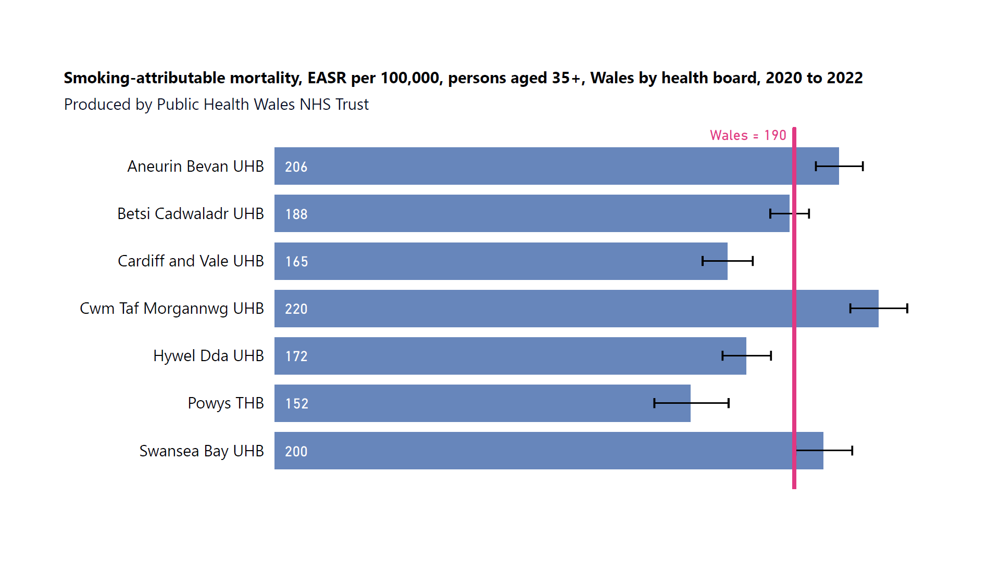 Smoking-attributable mortality, EASR per 100,000, persons aged 35+, Wales by health board, 2020 to 2022
Produced by Public Health Wales NHS Trust
Wales = 190
Aneurin Bevan UHB 206
Betsi Cadwaladr UHB 188
Cardiff and Vale UHB 165
Cwm Taf Morgannwg UHB 220
Hywel Dda UHB 172
Powys THB 152
Swansea Bay UHB 200